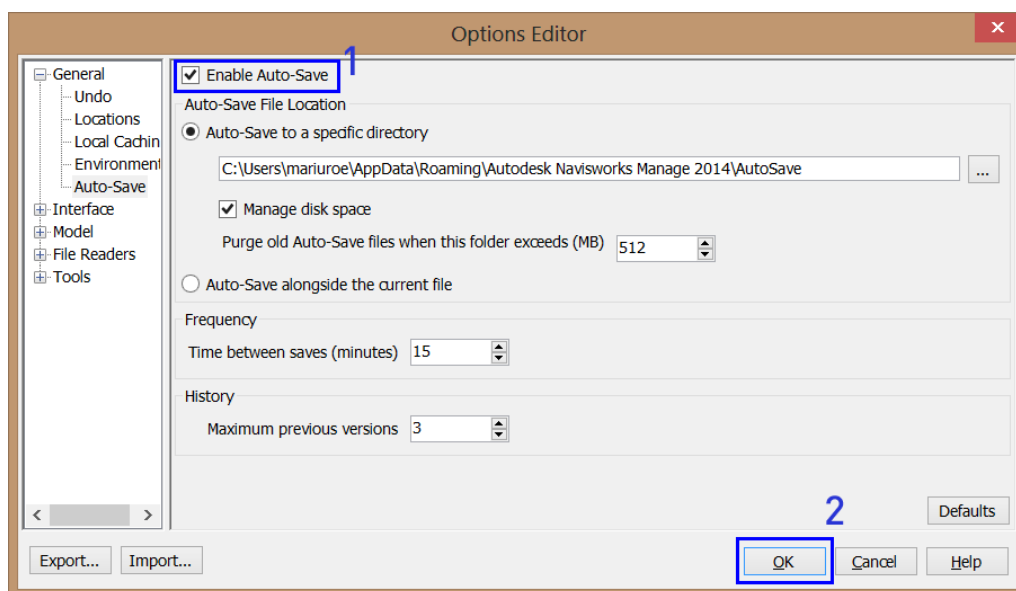 Options Editor
1
General
Undo
Locations
Local Cachin
Environment
Auto-Save
Interface
Model
File Readers
Tools
Enable Auto-Save
Auto-Save File Location
Auto-Save to a specific directory
C:\Users\mariuroe\AppData\Roaming\Autodesk Navisworks Manage 2014\AutoSave
...
Manage disk space
Purge old Auto-Save files when this folder exceeds (MB) 512
Auto-Save alongside the current file
Frequency
Time between saves (minutes) 15
History
Maximum previous versions 3
2
Defaults
Export... Import... OK Cancel Help